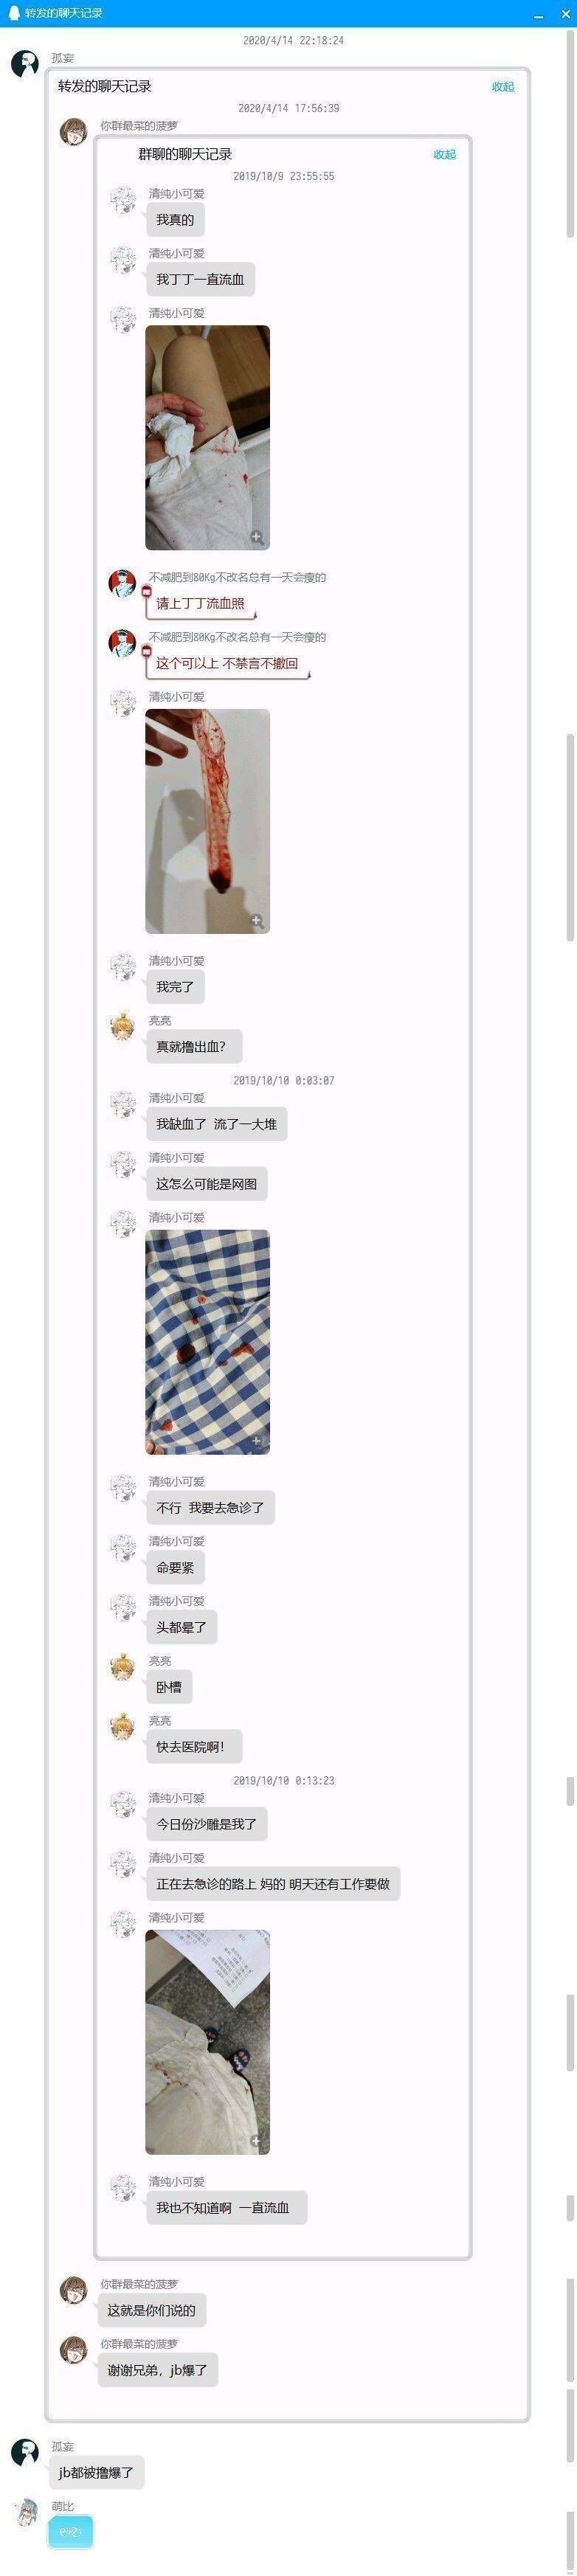 转发的聊天记录
2020/4/14 22:18:24
孤妄
转发的聊天记录
收起
2020/4/14 17:56:39
你群最菜的菠萝
群聊的聊天记录
收起
2019/10/9 23:55:55
清纯小可爱
我真的
清纯小可爱
我丁丁一直流血
清纯小可爱
不减肥到80Kg不改名总有一天会瘦的
请上丁丁流血照
不减肥到80Kg不改名总有一天会瘦的
这个可以上 不禁言不撤回
清纯小可爱
清纯小可爱
我完了
亮亮
真就撸出血?
2019/10/10 0:03:07
清纯小可爱
我缺血了 流了一大堆
清纯小可爱
这怎么可能是网图
清纯小可爱
清纯小可爱
不行 我要去急诊了
清纯小可爱
命要紧
清纯小可爱
头都晕了
亮亮
卧槽
亮亮
快去医院啊!
2019/10/10 0:13:23
清纯小可爱
今日份沙雕是我了
清纯小可爱
正在去急诊的路上 妈的 明天还有工作要做
清纯小可爱
清纯小可爱
我也不知道啊 一直流血
你群最菜的菠萝
这就是你们说的
你群最菜的菠萝
谢谢兄弟，jb爆了
孤妄
jb都被撸爆了
萌比